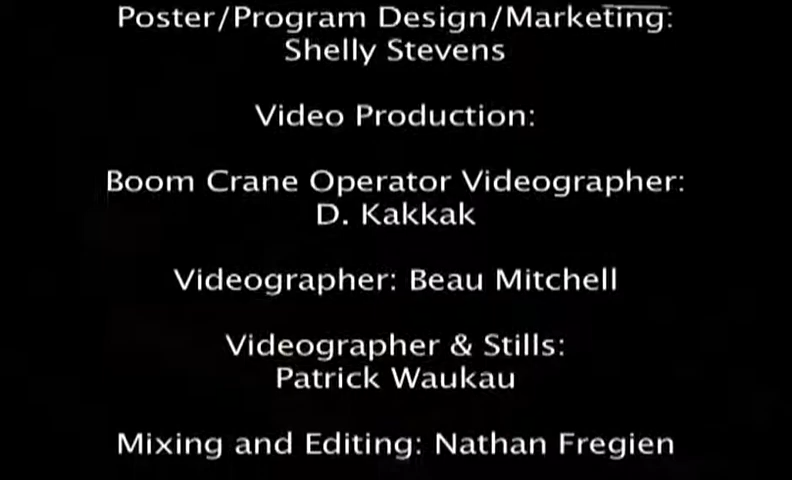 Poster/Program Design/Marketing:
Shelly Stevens
Video Production:
Boom Crane Operator Videographer:
D. Kakkak
Videographer: Beau Mitchell
Videographer & Stills:
Patrick Waukau
Mixing and Editing: Nathan Fregien